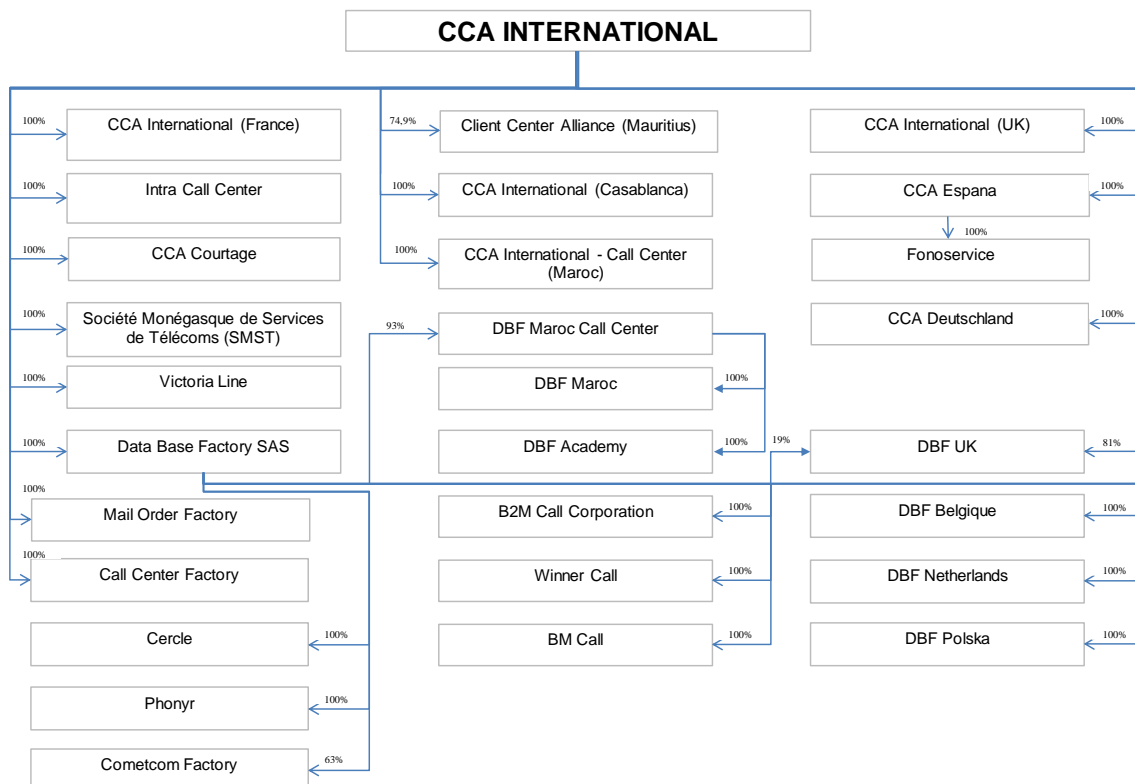 CCA INTERNATIONAL
100%
CCA International (France)
74,9%
Client Center Alliance (Mauritius)
CCA International (UK)
100%
100%
Intra Call Center
100%
CCA International (Casablanca)
CCA Espana
100%
100%
100%
CCA Courtage
100%
CCA International - Call Center
(Maroc)
Fonoservice
100%
Société Monégasque de Services
de Télécoms (SMST)
93%
DBF Maroc Call Center
CCA Deutschland
100%
100%
Victoria Line
DBF Maroc
100%
100%
Data Base Factory SAS
DBF Academy
100%
19%
DBF UK
81%
100%
Mail Order Factory
B2M Call Corporation
100%
DBF Belgique
100%
100%
Call Center Factory
Winner Call
100%
DBF Netherlands
100%
Cercle
100%
BM Call
100%
DBF Polska
100%
Phonyr
100%
Cometcom Factory
63%